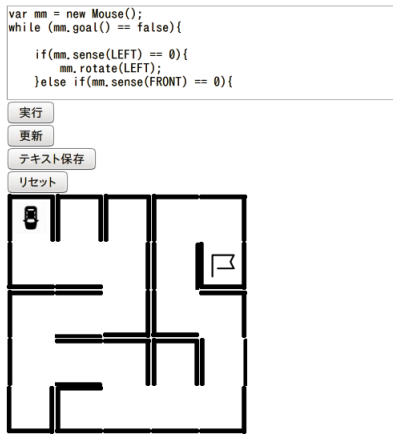 var mm = new Mouse();
while (mm.goal() == false){
if(mm.sense(LEFT) == 0){
mm.rotate(LEFT);
}else if(mm.sense(FRONT) == 0){
実行
更新
テキスト保存
リセット